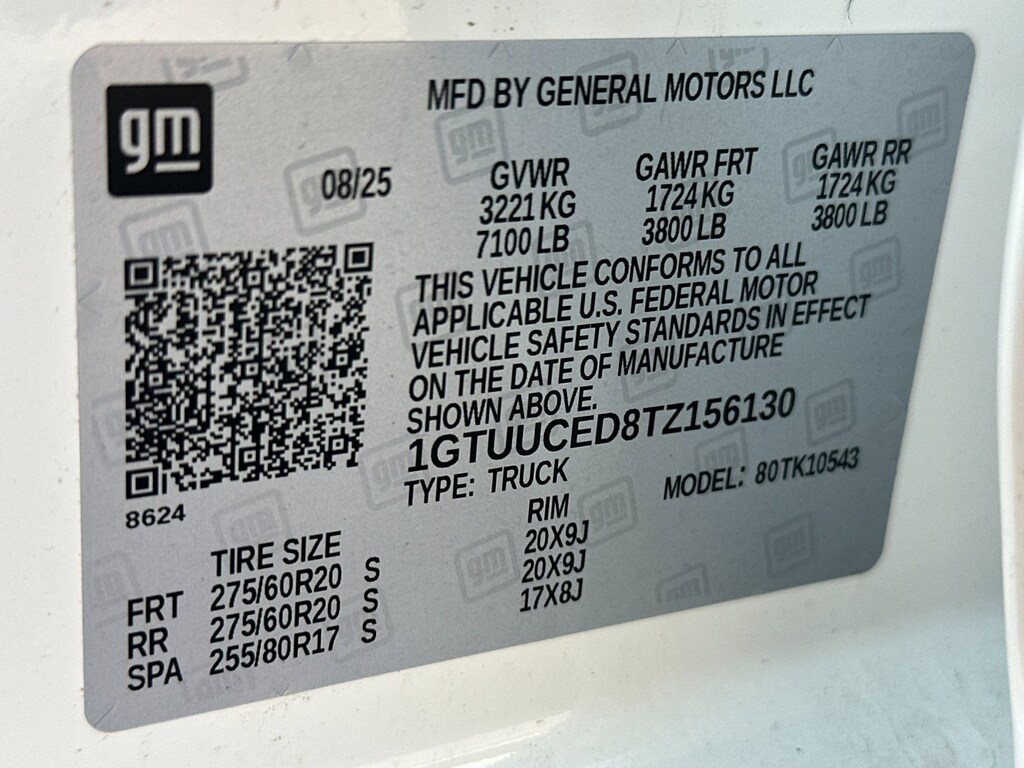 gm
MFD BY GENERAL MOTORS LLC
08/25
GVWR GAWR FRT GAWR RR
3221 KG 1724 KG 1724 KG
7100 LB 3800 LB 3800 LB
THIS VEHICLE CONFORMS TO ALL
APPLICABLE U.S. FEDERAL MOTOR
VEHICLE SAFETY STANDARDS IN EFFECT
ON THE DATE OF MANUFACTURE
SHOWN ABOVE.
1GTUUCED8TZ156130
TYPE: TRUCK MODEL: 80TK10543
8624
TIRE SIZE RIM
FRT 275/60R20 S 20X9J
RR 275/60R20 S 20X9J
SPA 255/80R17 S 17X8J